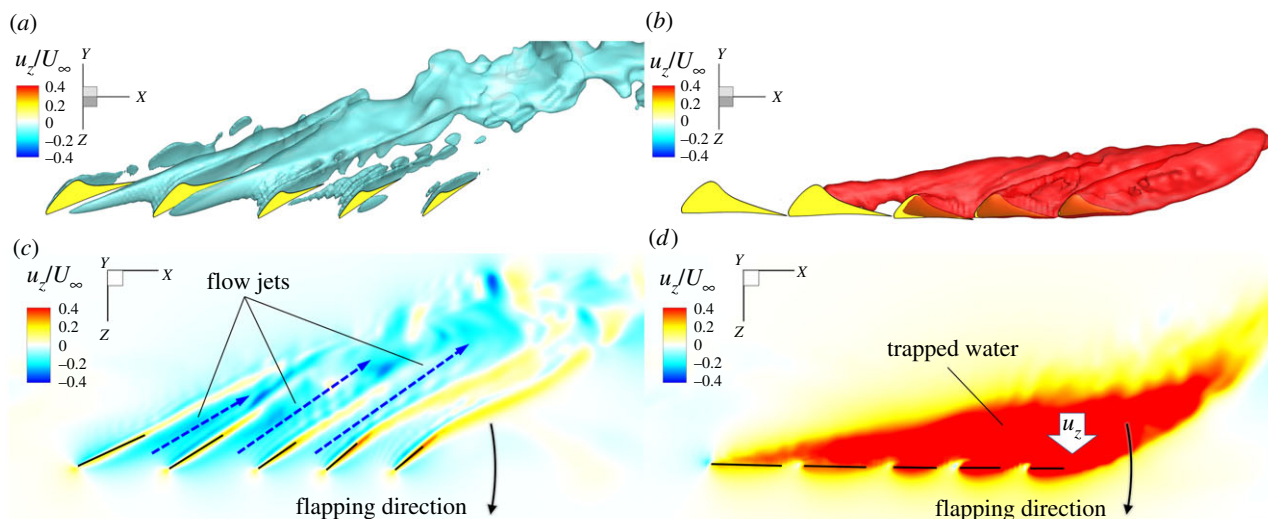 (a)
u_z/U_∞
0.4
0.2
0
−0.2
−0.4
Y
X
Z
(b)
u_z/U_∞
0.4
0.2
0
−0.2
−0.4
Y
X
Z
(c)
u_z/U_∞
0.4
0.2
0
−0.2
−0.4
Y
X
Z
flow jets
flapping direction
(d)
u_z/U_∞
0.4
0.2
0
−0.2
−0.4
Y
X
Z
trapped water
u_z
flapping direction